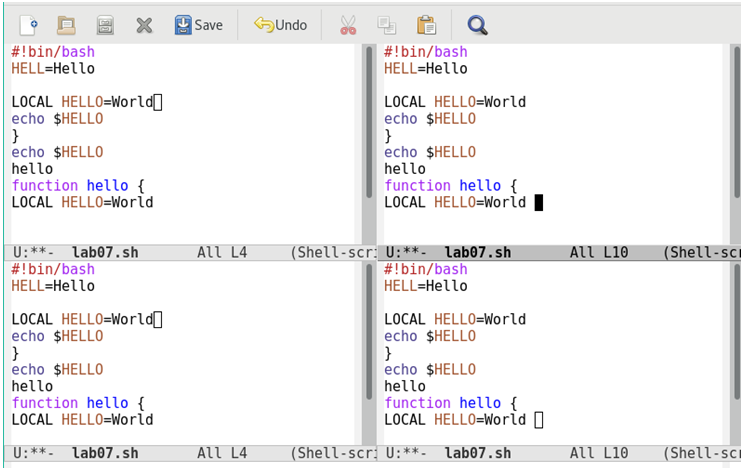 Save Undo
#!bin/bash
HELL=Hello
LOCAL HELLO=World
echo $HELLO
}
echo $HELLO
hello
function hello {
LOCAL HELLO=World
U:**- lab07.sh All L4 (Shell-scri
#!bin/bash
HELL=Hello
LOCAL HELLO=World
echo $HELLO
}
echo $HELLO
hello
function hello {
LOCAL HELLO=World
U:**- lab07.sh All L10 (Shell-scr
#!bin/bash
HELL=Hello
LOCAL HELLO=World
echo $HELLO
}
echo $HELLO
hello
function hello {
LOCAL HELLO=World
U:**- lab07.sh All L4 (Shell-scri
#!bin/bash
HELL=Hello
LOCAL HELLO=World
echo $HELLO
}
echo $HELLO
hello
function hello {
LOCAL HELLO=World
U:**- lab07.sh All L10 (Shell-scr